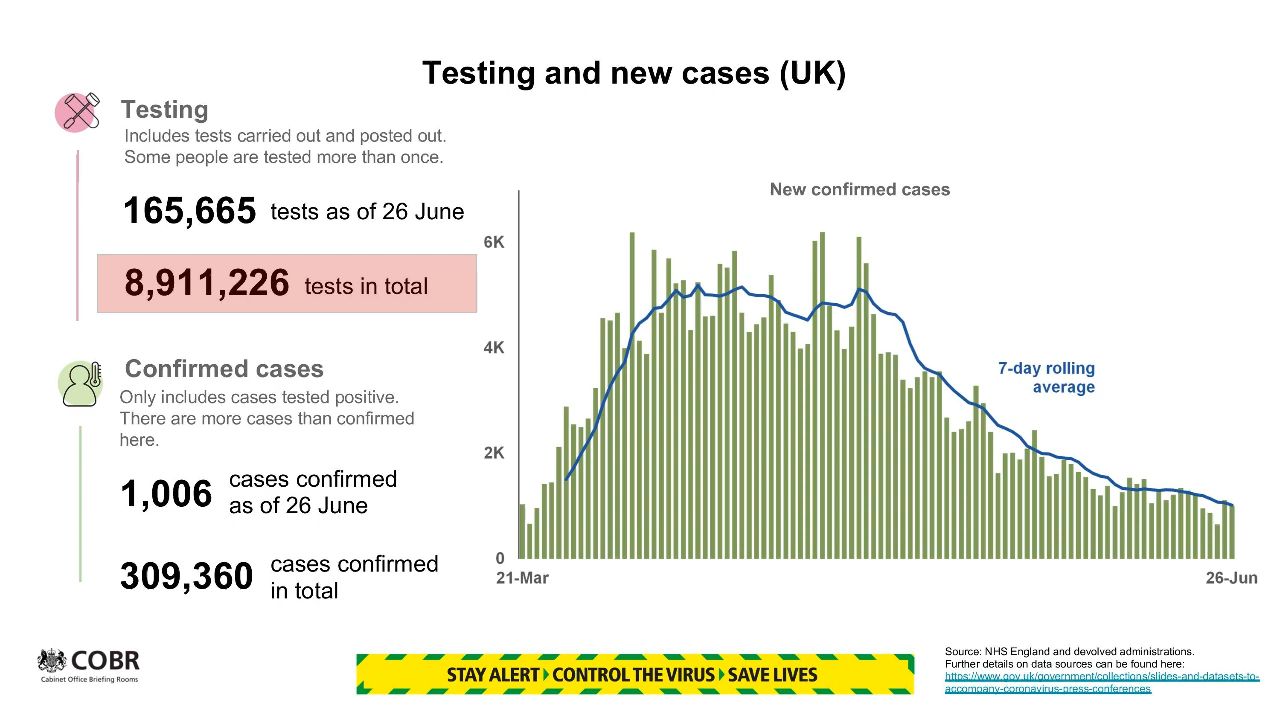 Testing and new cases (UK)
Testing
Includes tests carried out and posted out.
Some people are tested more than once.
165,665 tests as of 26 June
8,911,226 tests in total
Confirmed cases
Only includes cases tested positive.
There are more cases than confirmed
here.
1,006 cases confirmed
as of 26 June
309,360 cases confirmed
in total
New confirmed cases
6K
4K
2K
0
21-Mar
26-Jun
7-day rolling
average
COBR
Cabinet Office Briefing Rooms
STAY ALERT CONTROL THE VIRUS SAVE LIVES
Source: NHS England and devolved administrations.
Further details on data sources can be found here:
https://www.gov.uk/government/collections/slides-and-datasets-to-
accompany-coronavirus-press-conferences